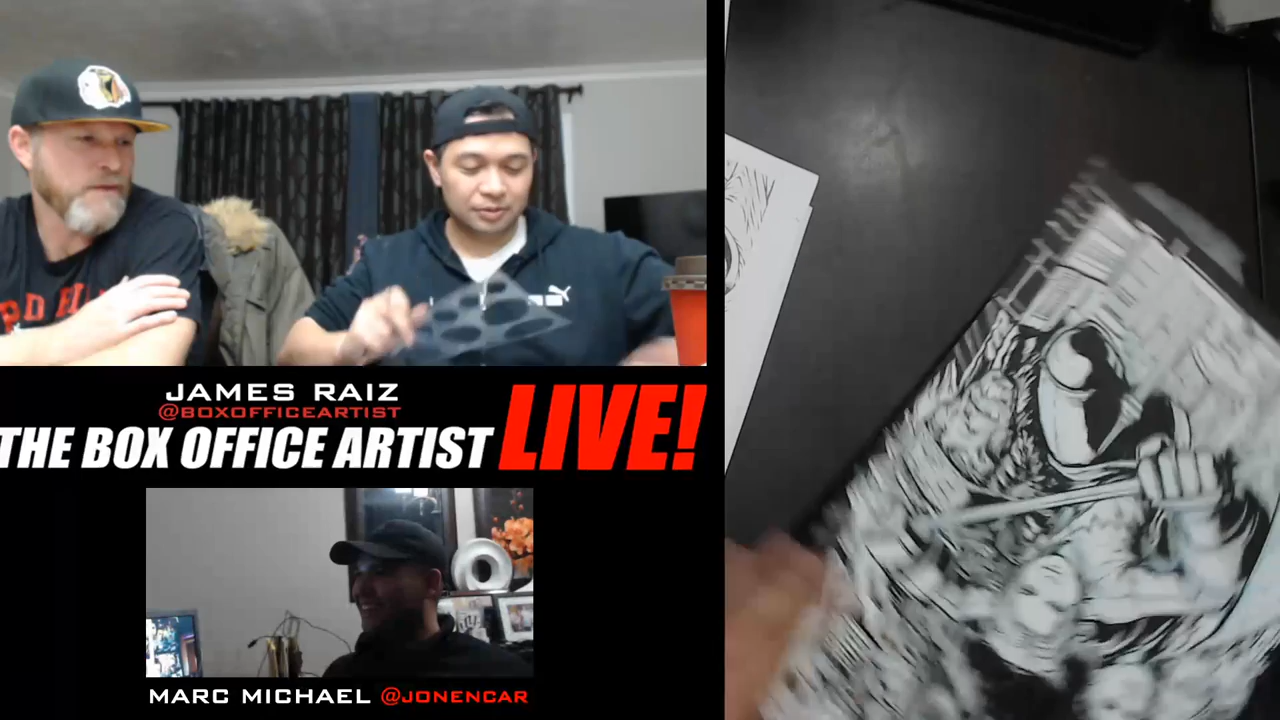 JAMES RAIZ
@BOXOFFICEARTIST
THE BOX OFFICE ARTIST LIVE!
MARC MICHAEL @JONENCAR